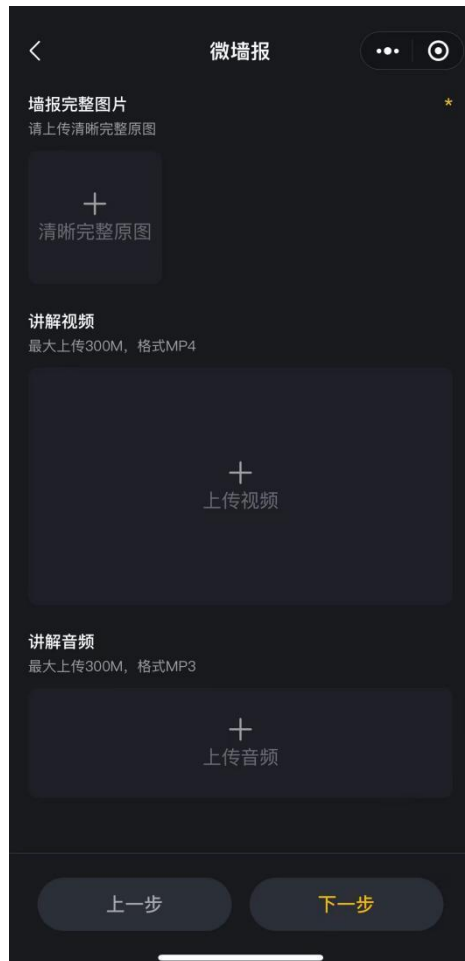 微墙报
墙报完整图片 *
请上传清晰完整原图
清晰完整原图
讲解视频
最大上传300M，格式MP4
上传视频
讲解音频
最大上传300M，格式MP3
上传音频
上一步
下一步